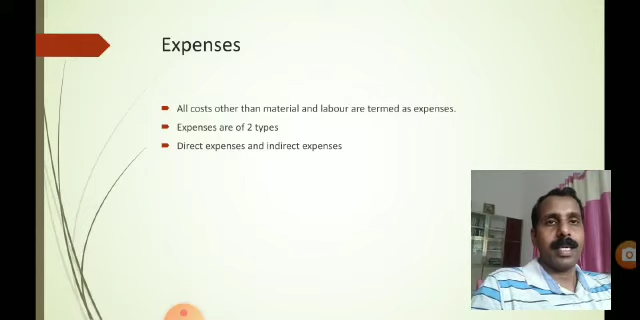 Expenses
All costs other than material and labour are termed as expenses.
Expenses are of 2 types
Direct expenses and indirect expenses